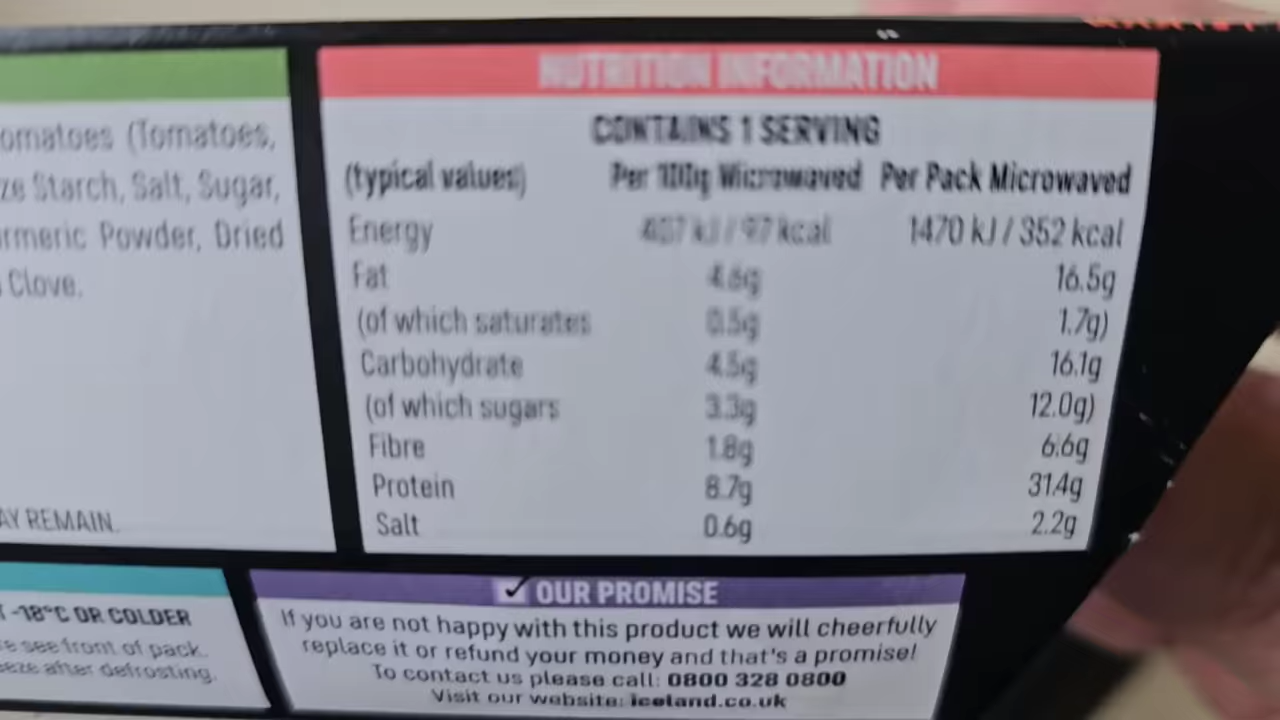 omatoes (Tomatoes,
ze Starch, Salt, Sugar,
urmeric Powder, Dried
Clove.
AY REMAIN.
NUTRITION INFORMATION
CONTAINS 1 SERVING
(typical values) Per 100g Microwaved Per Pack Microwaved
Energy 407 kJ / 97 kcal 1470 kJ / 352 kcal
Fat 4.6g 16.5g
(of which saturates 0.5g 1.7g)
Carbohydrate 4.5g 16.1g
(of which sugars 3.3g 12.0g)
Fibre 1.8g 6.6g
Protein 8.7g 31.4g
Salt 0.6g 2.2g
T -18°C OR COLDER
e see front of pack.
eeze after defrosting.
✓ OUR PROMISE
If you are not happy with this product we will cheerfully
replace it or refund your money and that's a promise!
To contact us please call: 0800 328 0800
Visit our website: iceland.co.uk